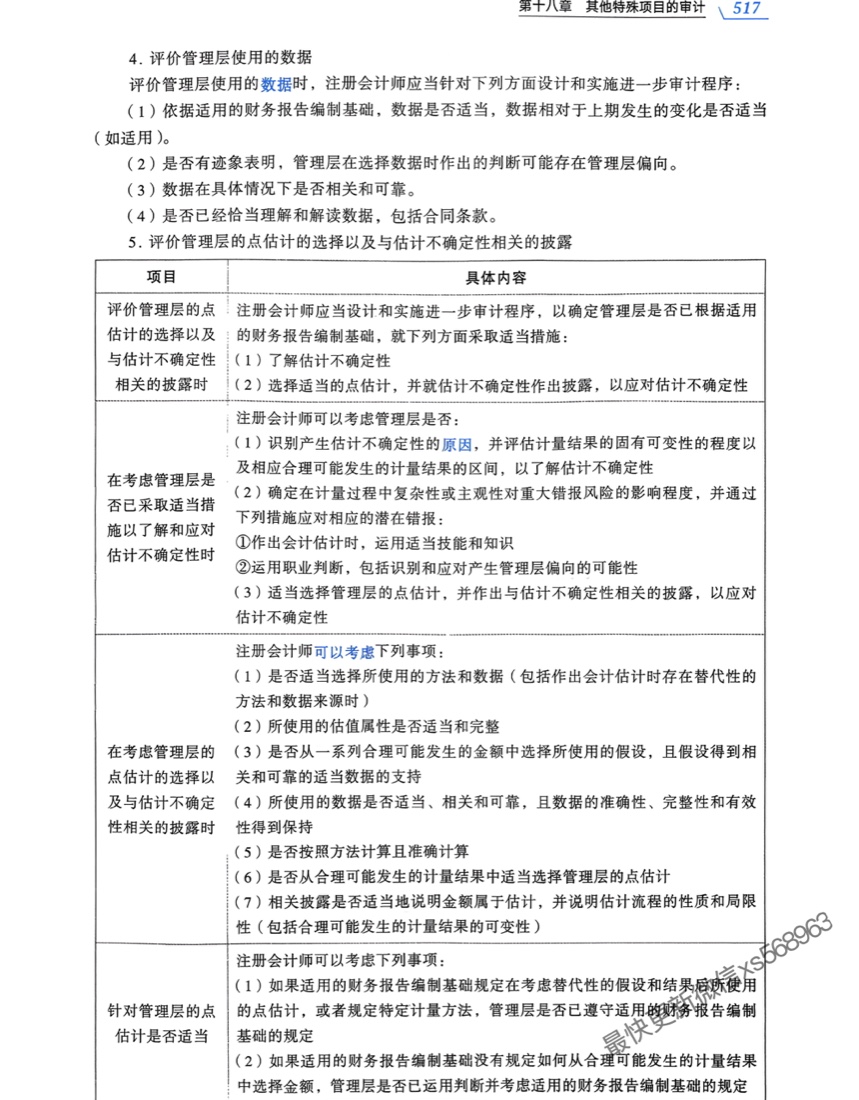 第十八章 其他特殊项目的审计 517
4. 评价管理层使用的数据
评价管理层使用的数据时，注册会计师应当针对下列方面设计和实施进一步审计程序：
（1）依据适用的财务报告编制基础，数据是否适当，数据相对于上期发生的变化是否适当
（如适用）。
（2）是否有迹象表明，管理层在选择数据时作出的判断可能存在管理层偏向。
（3）数据在具体情况下是否相关和可靠。
（4）是否已经恰当理解和解读数据，包括合同条款。
5. 评价管理层的点估计的选择以及与估计不确定性相关的披露
项目 具体内容
评价管理层的点
估计的选择以及
与估计不确定性
相关的披露时
注册会计师应当设计和实施进一步审计程序，以确定管理层是否已根据适用
的财务报告编制基础，就下列方面采取适当措施：
（1）了解估计不确定性
（2）选择适当的点估计，并就估计不确定性作出披露，以应对估计不确定性
在考虑管理层是
否已采取适当措
施以了解和应对
估计不确定性时
注册会计师可以考虑管理层是否：
（1）识别产生估计不确定性的原因，并评估计量结果的固有可变性的程度以
及相应合理可能发生的计量结果的区间，以了解估计不确定性
（2）确定在计量过程中复杂性或主观性对重大错报风险的影响程度，并通过
下列措施应对相应的潜在错报：
①作出会计估计时，运用适当技能和知识
②运用职业判断，包括识别和应对产生管理层偏向的可能性
（3）适当选择管理层的点估计，并作出与估计不确定性相关的披露，以应对
估计不确定性
在考虑管理层的
点估计的选择以
及与估计不确定
性相关的披露时
注册会计师可以考虑下列事项：
（1）是否适当选择所使用的方法和数据（包括作出会计估计时存在替代性的
方法和数据来源时）
（2）所使用的估值属性是否适当和完整
（3）是否从一系列合理可能发生的金额中选择所使用的假设，且假设得到相
关和可靠的适当数据的支持
（4）所使用的数据是否适当、相关和可靠，且数据的准确性、完整性和有效
性得到保持
（5）是否按照方法计算且准确计算
（6）是否从合理可能发生的计量结果中适当选择管理层的点估计
（7）相关披露是否适当地说明金额属于估计，并说明估计流程的性质和局限
性（包括合理可能发生的计量结果的可变性）
针对管理层的点
估计是否适当
注册会计师可以考虑下列事项：
（1）如果适用的财务报告编制基础规定在考虑替代性的假设和结果后所使用
的点估计，或者规定特定计量方法，管理层是否已遵守适用的财务报告编制
基础的规定
（2）如果适用的财务报告编制基础没有规定如何从合理可能发生的计量结果
中选择金额，管理层是否已运用判断并考虑适用的财务报告编制基础的规定
最快更新微信xs568963